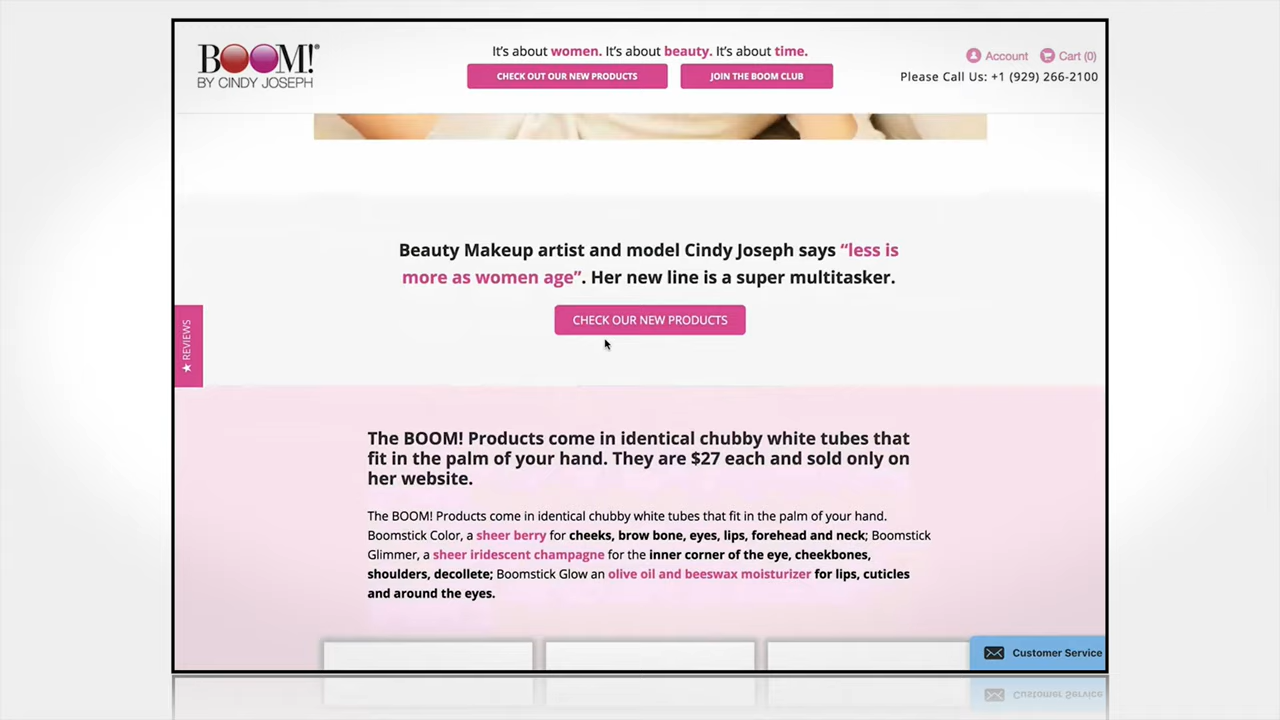 BOOM!®
BY CINDY JOSEPH
It's about women. It's about beauty. It's about time.
CHECK OUT OUR NEW PRODUCTS
JOIN THE BOOM CLUB
Account
Cart (0)
Please Call Us: +1 (929) 266-2100
Beauty Makeup artist and model Cindy Joseph says “less is
more as women age”. Her new line is a super multitasker.
CHECK OUR NEW PRODUCTS
★ REVIEWS
The BOOM! Products come in identical chubby white tubes that
fit in the palm of your hand. They are $27 each and sold only on
her website.
The BOOM! Products come in identical chubby white tubes that fit in the palm of your hand.
Boomstick Color, a sheer berry for cheeks, brow bone, eyes, lips, forehead and neck; Boomstick
Glimmer, a sheer iridescent champagne for the inner corner of the eye, cheekbones,
shoulders, decollete; Boomstick Glow an olive oil and beeswax moisturizer for lips, cuticles
and around the eyes.
Customer Service